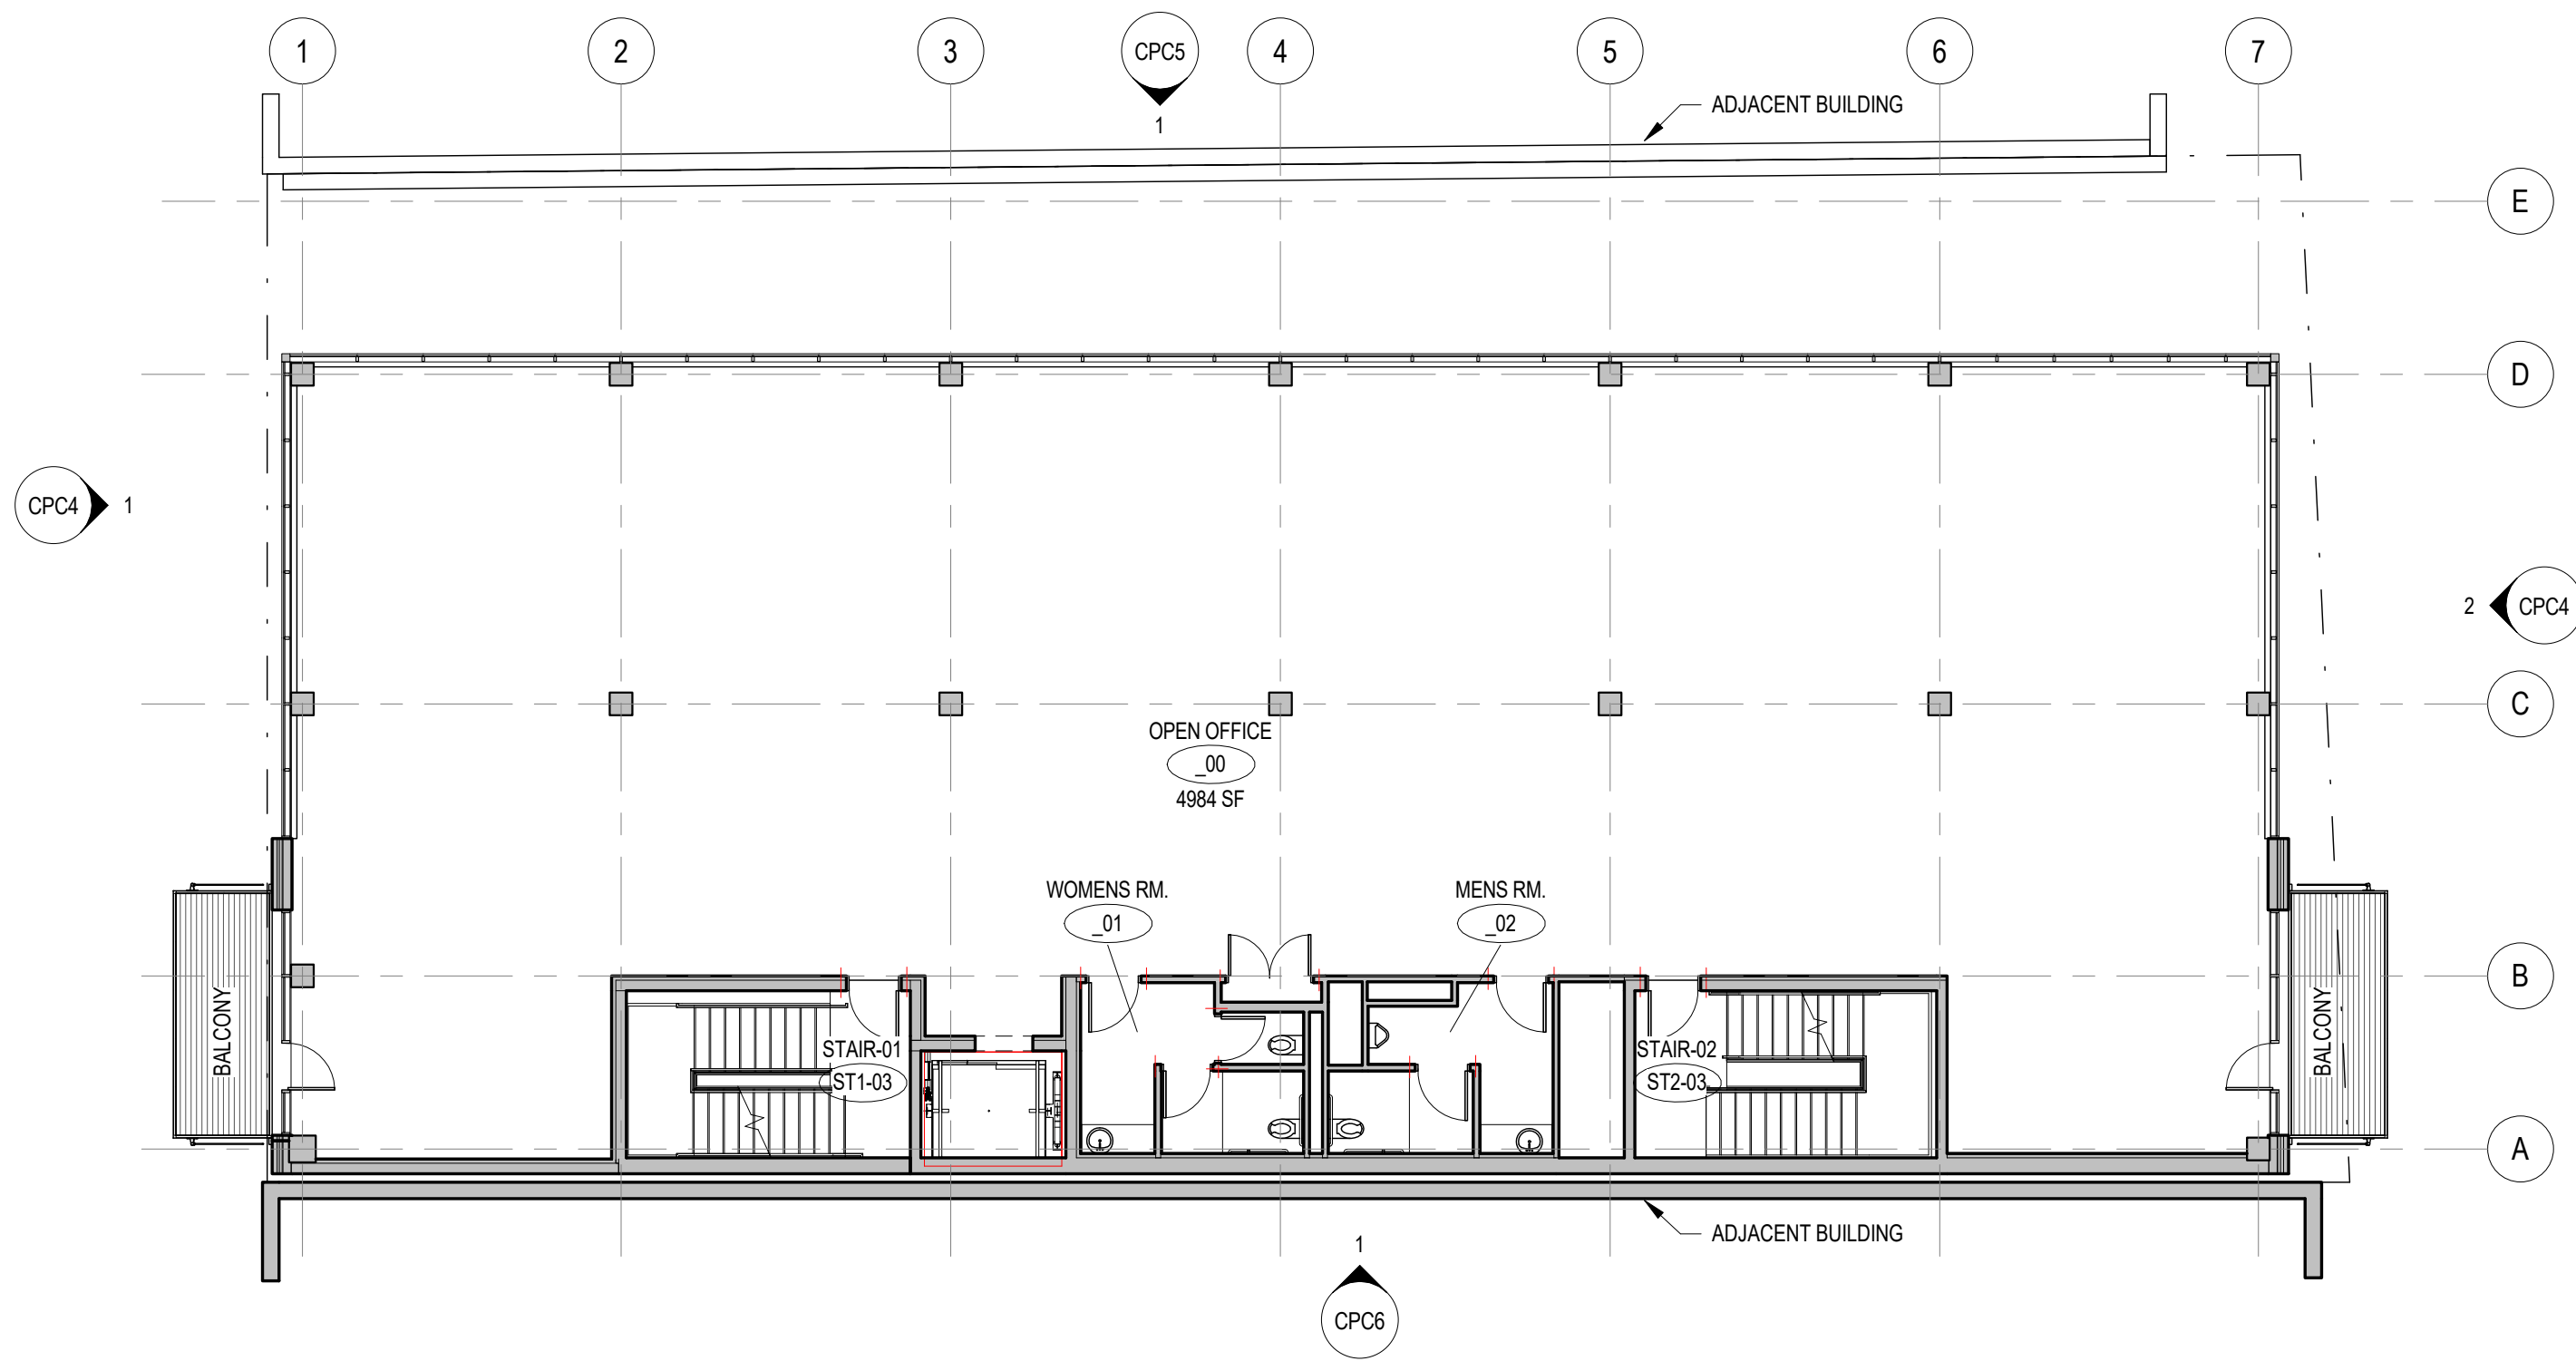 1
2
3
CPC5
4
5
6
7
1
ADJACENT BUILDING
E
D
CPC4
1
2
CPC4
C
OPEN OFFICE
_00
4984 SF
WOMENS RM.
_01
MENS RM.
_02
B
BALCONY
BALCONY
STAIR-01
ST1-03
STAIR-02
ST2-03
A
ADJACENT BUILDING
1
CPC6